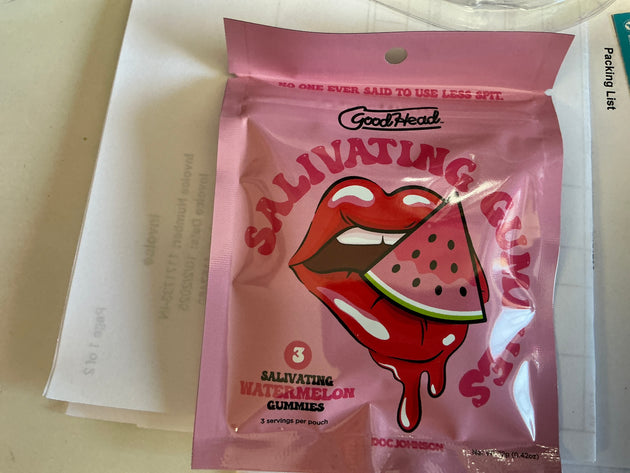 NO ONE EVER SAID TO USE LESS SPIT.
GoodHead
SALIVATING GUMMIES
3
SALIVATING
WATERMELON
GUMMIES
3 servings per pouch
DOC JOHNSON
(0.42oz)
Packing List
Invoice
Page 1 of 2